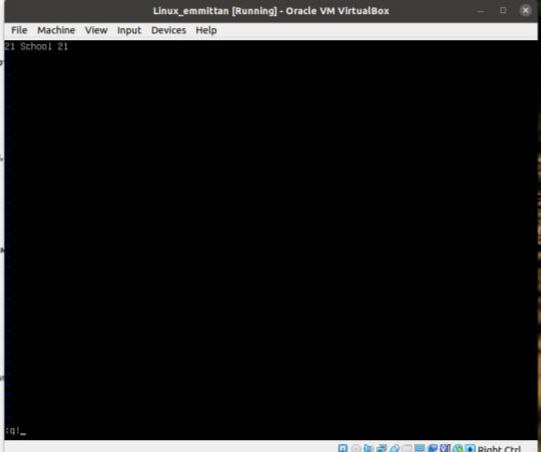 Linux_emmittan [Running] - Oracle VM VirtualBox
File Machine View Input Devices Help
21 School 21
:q!_
Right Ctrl